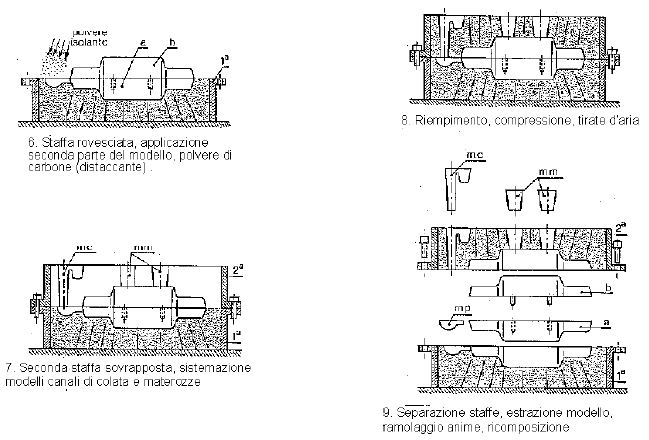 polvere
isolante
a
b
1ª
6. Staffa rovesciata, applicazione
seconda parte del modello, polvere di
carbone (distaccante) .
8. Riempimento, compressione, tirate d'aria
mc
mm
2ª
1ª
7. Seconda staffa sovrapposta, sistemazione
modelli canali di colata e materozze
mc
mm
2ª
b
mp
a
1ª
9. Separazione staffe, estrazione modello,
ramolaggio anime, ricomposizione